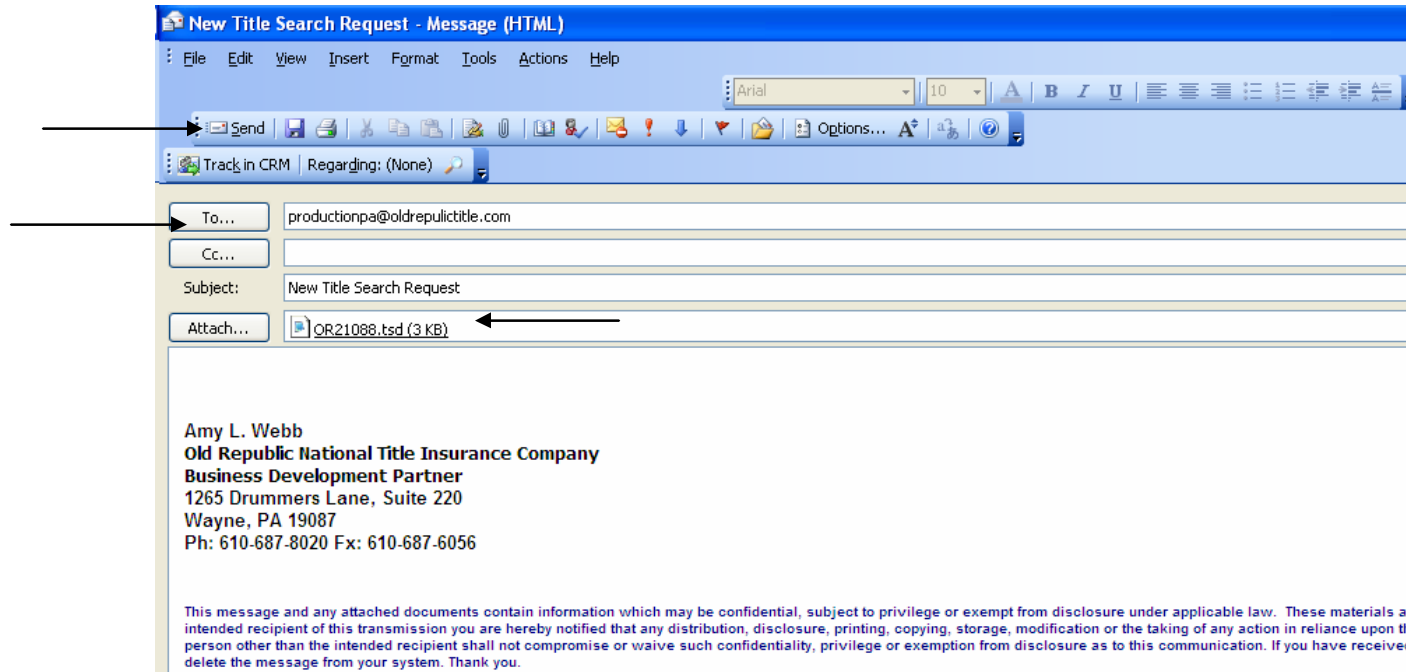 New Title Search Request - Message (HTML)
File Edit View Insert Format Tools Actions Help
Arial 10 A B I U
Send Options...
Track in CRM Regarding: (None)
To... productionpa@oldrepulictitle.com
Cc...
Subject: New Title Search Request
Attach... OR21088.tsd (3 KB)
Amy L. Webb
Old Republic National Title Insurance Company
Business Development Partner
1265 Drummers Lane, Suite 220
Wayne, PA 19087
Ph: 610-687-8020 Fx: 610-687-6056
This message and any attached documents contain information which may be confidential, subject to privilege or exempt from disclosure under applicable law. These materials a
intended recipient of this transmission you are hereby notified that any distribution, disclosure, printing, copying, storage, modification or the taking of any action in reliance upon th
person other than the intended recipient shall not compromise or waive such confidentiality, privilege or exemption from disclosure as to this communication. If you have received
delete the message from your system. Thank you.